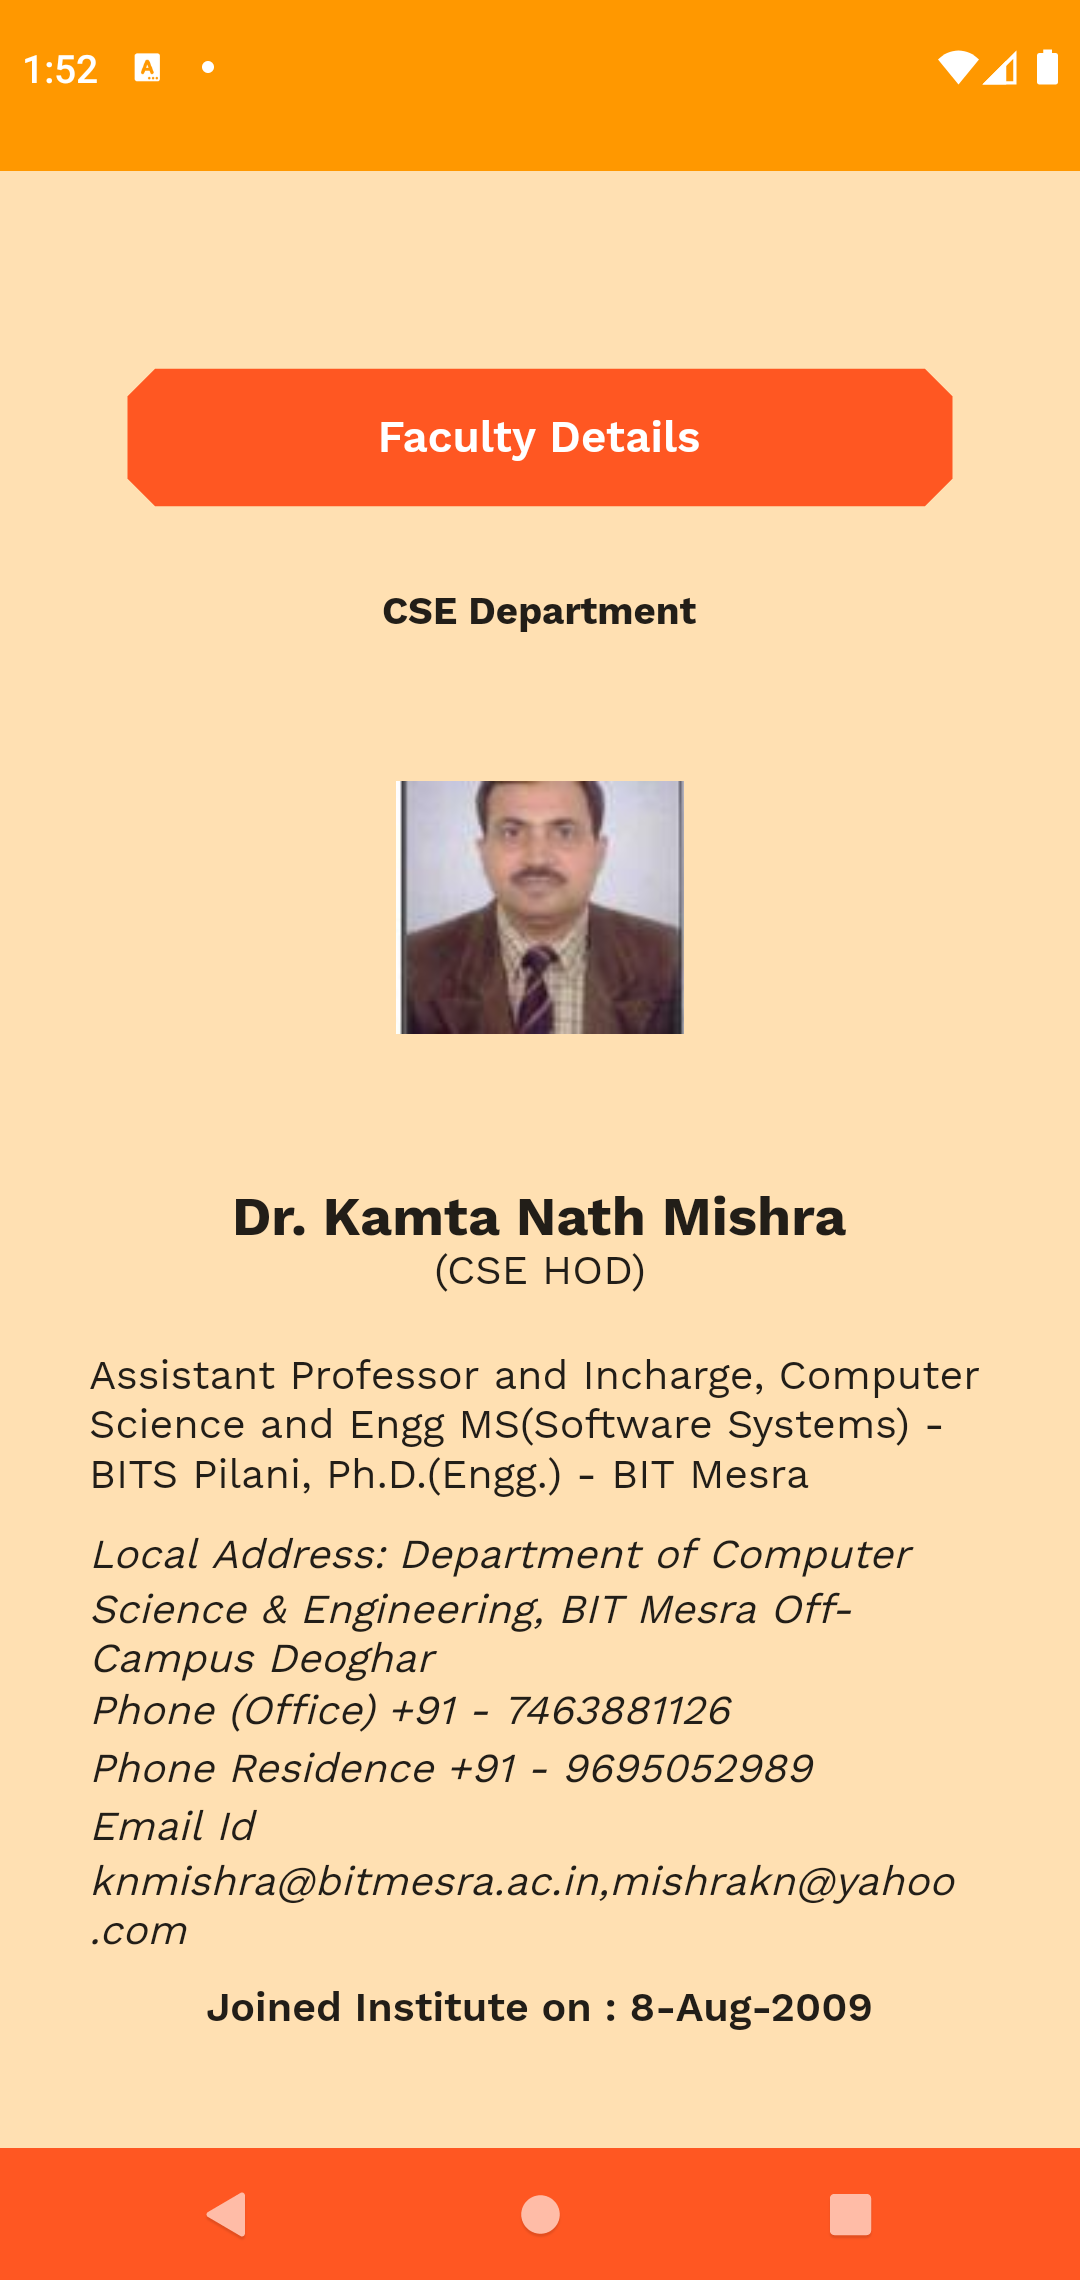 1:52
Faculty Details
CSE Department
Dr. Kamta Nath Mishra
(CSE HOD)
Assistant Professor and Incharge, Computer
Science and Engg MS(Software Systems) -
BITS Pilani, Ph.D.(Engg.) - BIT Mesra
Local Address: Department of Computer
Science & Engineering, BIT Mesra Off-
Campus Deoghar
Phone (Office) +91 - 7463881126
Phone Residence +91 - 9695052989
Email Id
knmishra@bitmesra.ac.in,mishrakn@yahoo
.com
Joined Institute on : 8-Aug-2009